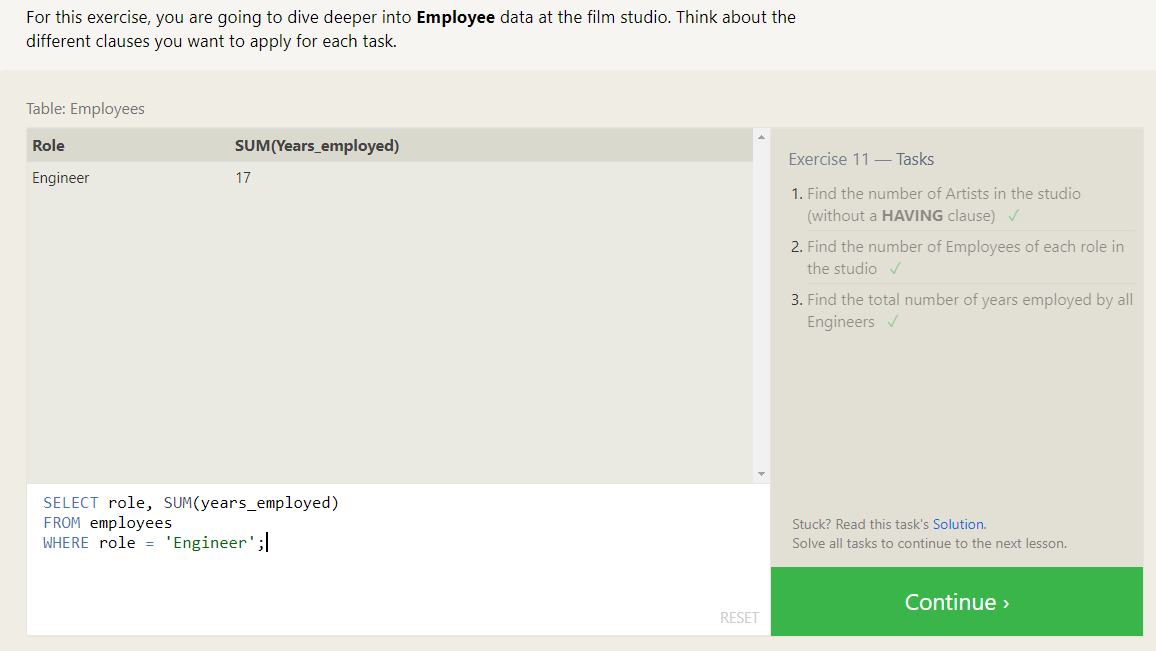 For this exercise, you are going to dive deeper into Employee data at the film studio. Think about the
different clauses you want to apply for each task.
Table: Employees
Role SUM(Years_employed)
Engineer 17
SELECT role, SUM(years_employed)
FROM employees
WHERE role = 'Engineer';
RESET
Exercise 11 — Tasks
1. Find the number of Artists in the studio
(without a HAVING clause) ✓
2. Find the number of Employees of each role in
the studio ✓
3. Find the total number of years employed by all
Engineers ✓
Stuck? Read this task's Solution.
Solve all tasks to continue to the next lesson.
Continue ›